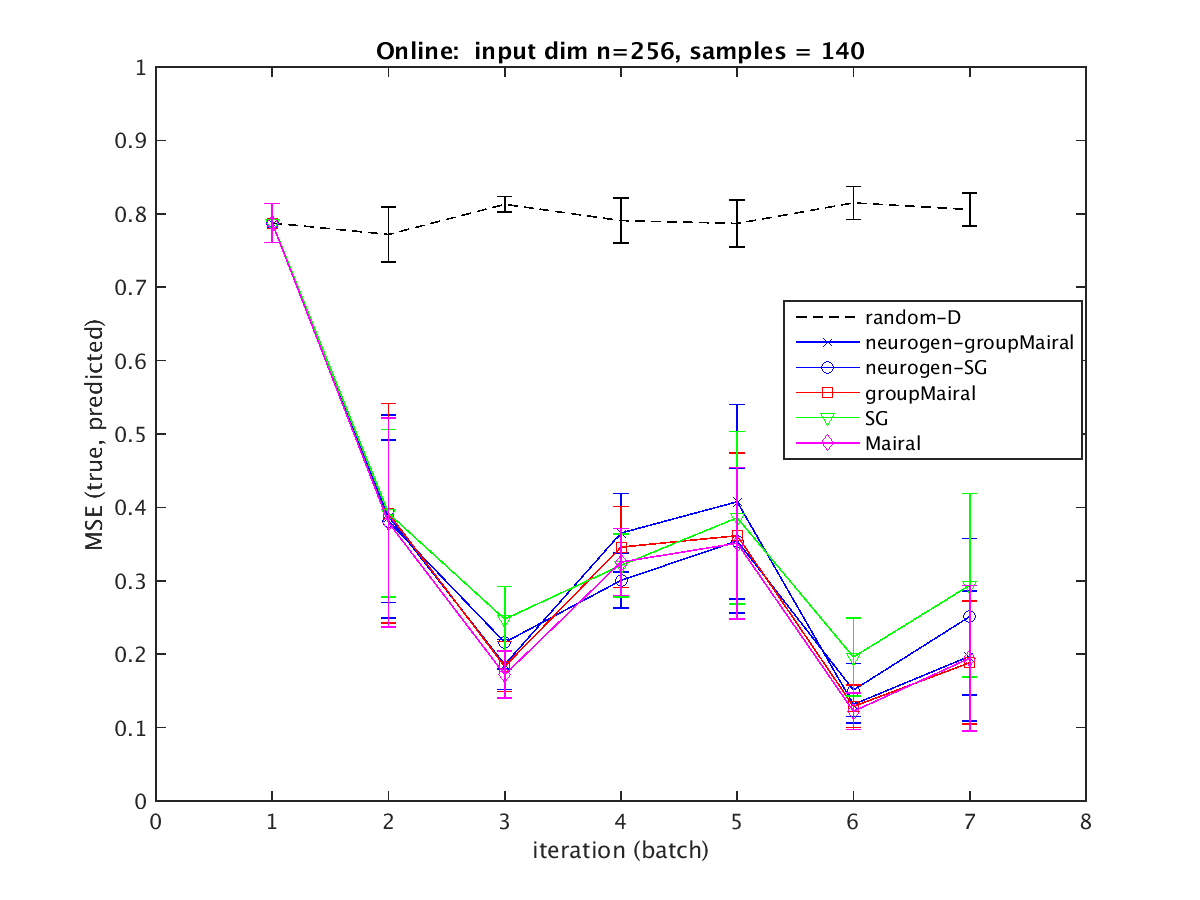 Online:  input dim n=256, samples = 140
1
0.9
0.8
0.7
0.6
0.5
0.4
0.3
0.2
0.1
0
MSE (true, predicted)
random-D
neurogen-groupMairal
neurogen-SG
groupMairal
SG
Mairal
0 1 2 3 4 5 6 7 8
iteration (batch)